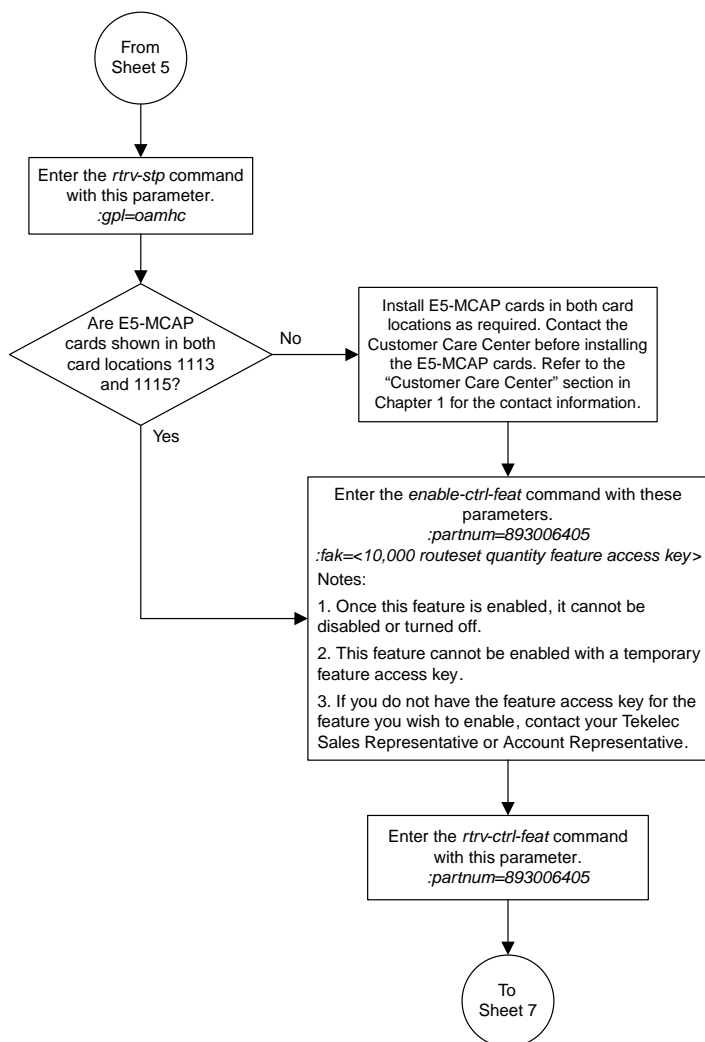 From
Sheet 5
Enter the rtrv-stp command
with this parameter.
:gpl=oamhc
Are E5-MCAP
cards shown in both
card locations 1113
and 1115?
No
Yes
Install E5-MCAP cards in both card
locations as required. Contact the
Customer Care Center before installing
the E5-MCAP cards. Refer to the
“Customer Care Center” section in
Chapter 1 for the contact information.
Enter the enable-ctrl-feat command with these
parameters.
:partnum=893006405
:fak=<10,000 routeset quantity feature access key>
Notes:
1. Once this feature is enabled, it cannot be
disabled or turned off.
2. This feature cannot be enabled with a temporary
feature access key.
3. If you do not have the feature access key for the
feature you wish to enable, contact your Tekelec
Sales Representative or Account Representative.
Enter the rtrv-ctrl-feat command
with this parameter.
:partnum=893006405
To
Sheet 7